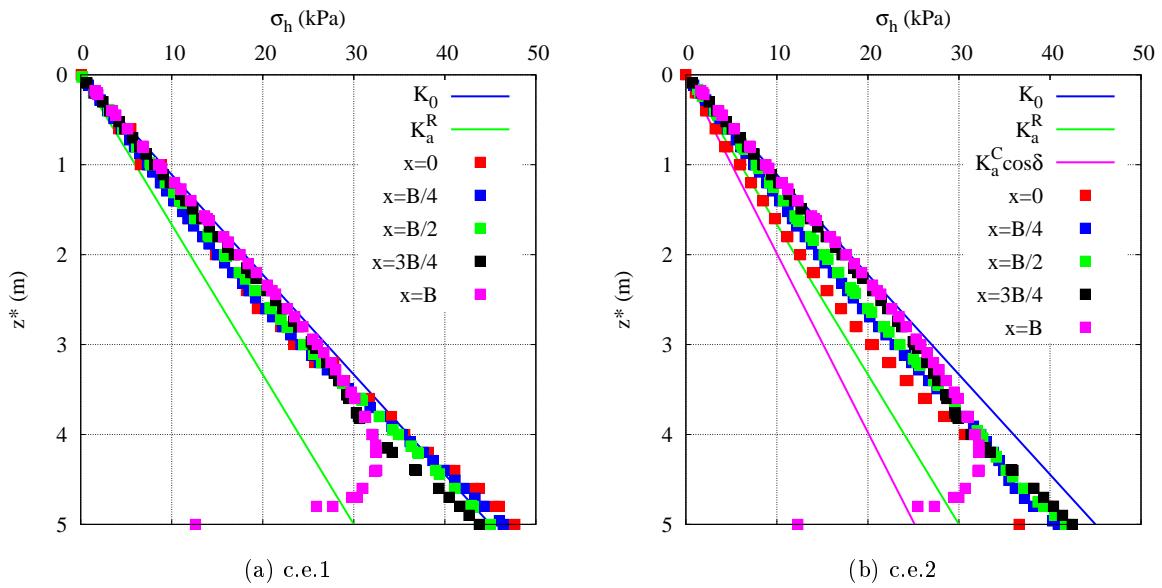 σh (kPa)
0 10 20 30 40 50
0
1
2
3
4
5
z* (m)
K0
KaR
x=0
x=B/4
x=B/2
x=3B/4
x=B
(a) c.e.1
σh (kPa)
0 10 20 30 40 50
0
1
2
3
4
5
z* (m)
K0
KaR
KaCcosδ
x=0
x=B/4
x=B/2
x=3B/4
x=B
(b) c.e.2